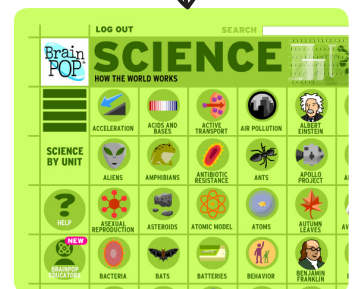 LOG OUT
SEARCH
Brain
POP
SCIENCE
HOW THE WORLD WORKS
ACCELERATION
ACIDS AND
BASES
ACTIVE
TRANSPORT
AIR POLLUTION
ALBERT
EINSTEIN
SCIENCE
BY UNIT
ALIENS
AMPHIBIANS
ANTIBIOTIC
RESISTANCE
ANTS
APOLLO
PROJECT
?
HELP
ASEXUAL
REPRODUCTION
ASTEROIDS
ATOMIC MODEL
ATOMS
AUTUMN
LEAVES
NEW
BRAINPOP
EDUCATORS
BACTERIA
BATS
BATTERIES
BEHAVIOR
BENJAMIN
FRANKLIN